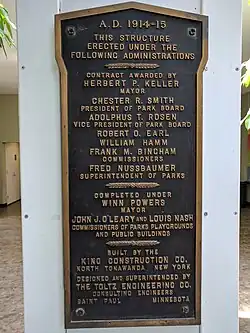 A.D. 1914-15
THIS STRUCTURE
ERECTED UNDER THE
FOLLOWING ADMINISTRATIONS
CONTRACT AWARDED BY
HERBERT P. KELLER
MAYOR
CHESTER R. SMITH
PRESIDENT OF PARK BOARD
ADOLPHUS T. ROSEN
VICE PRESIDENT OF PARK BOARD
ROBERT O. EARL
WILLIAM HAMM
FRANK M. BINGHAM
COMMISSIONERS
FRED NUSSBAUMER
SUPERINTENDENT OF PARKS
COMPLETED UNDER
WINN POWERS
MAYOR
JOHN J. O'LEARY AND LOUIS NASH
COMMISSIONERS OF PARKS PLAYGROUNDS
AND PUBLIC BUILDINGS
BUILT BY THE
KING CONSTRUCTION CO.
NORTH TONAWANDA, NEW YORK
DESIGNED AND SUPERINTENDED BY
THE TOLTZ ENGINEERING CO.
CONSULTING ENGINEERS
SAINT PAUL MINNESOTA